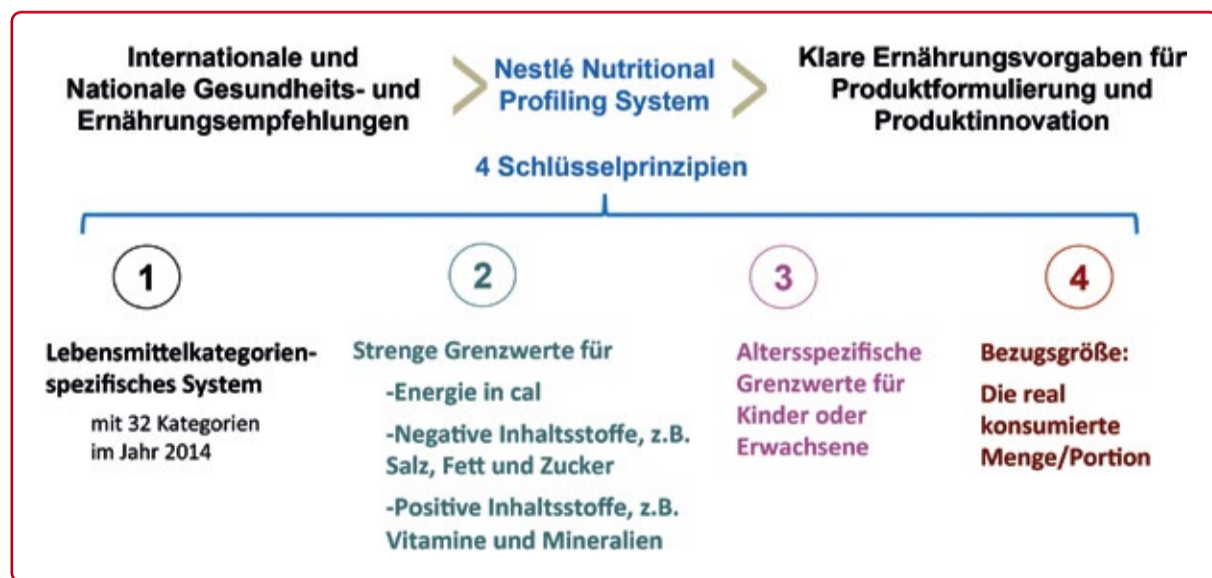 Internationale und
Nationale Gesundheits- und
Ernährungsempfehlungen
Nestlé Nutritional
Profiling System
Klare Ernährungsvorgaben für
Produktformulierung und
Produktinnovation
4 Schlüsselprinzipien
1
Lebensmittelkategorien-
spezifisches System
mit 32 Kategorien
im Jahr 2014
2
Strenge Grenzwerte für
-Energie in cal
-Negative Inhaltsstoffe, z.B.
Salz, Fett und Zucker
-Positive Inhaltsstoffe, z.B.
Vitamine und Mineralien
3
Altersspezifische
Grenzwerte für
Kinder oder
Erwachsene
4
Bezugsgröße:
Die real
konsumierte
Menge/Portion